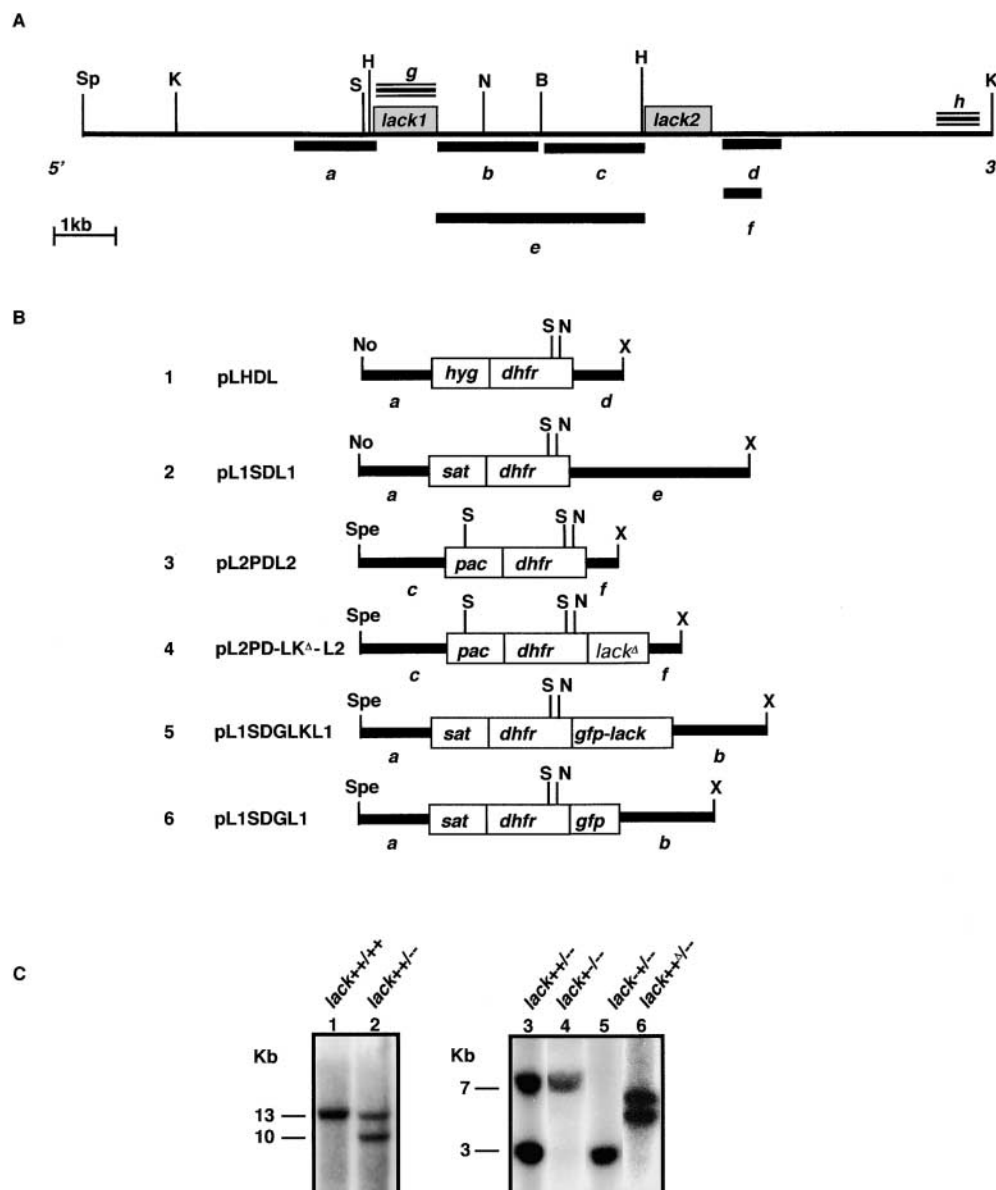 A
Sp K S H g N B H h K
lack1 lack2
5' a b c d 3
1kb e f
B
No S N X
1 pLHDL hyg dhfr
a d
No S N X
2 pL1SDL1 sat dhfr
a e
Spe S S N X
3 pL2PDL2 pac dhfr
c f
Spe S S N X
4 pL2PD-LKΔ-L2 pac dhfr lackΔ
c f
Spe S N X
5 pL1SDGLKL1 sat dhfr gfp-lack
a b
Spe S N X
6 pL1SDGL1 sat dhfr gfp
a b
C
lack++/++ lack++/-- lack++/-- lack+-/-- lack-+/-- lack++Δ/--
1 2 3 4 5 6
Kb Kb
13 7
10 3